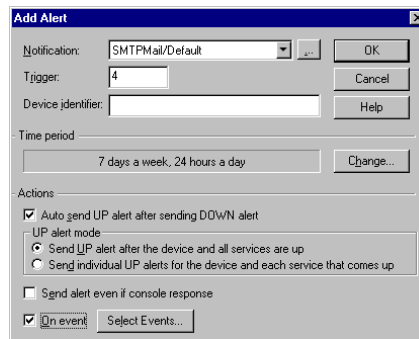 Add Alert
Notification: SMTPMail/Default ... OK
Trigger: 4 Cancel
Device identifier: Help
Time period
7 days a week, 24 hours a day Change...
Actions
Auto send UP alert after sending DOWN alert
UP alert mode
Send UP alert after the device and all services are up
Send individual UP alerts for the device and each service that comes up
Send alert even if console response
On event Select Events...